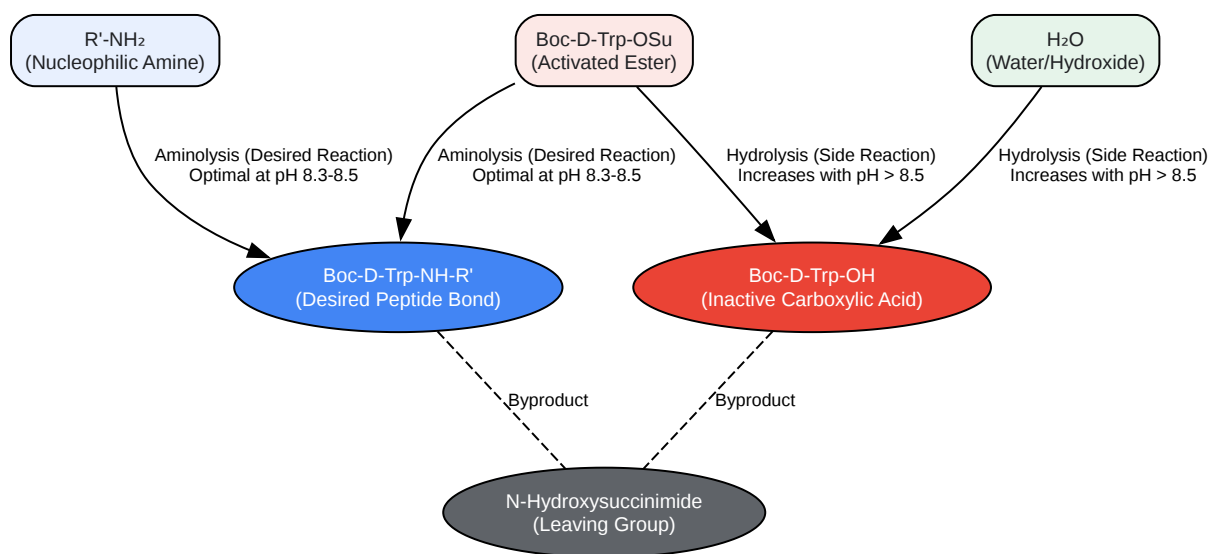 R'-NH₂
(Nucleophilic Amine)
Boc-D-Trp-OSu
(Activated Ester)
H₂O
(Water/Hydroxide)
Aminolysis (Desired Reaction)
Optimal at pH 8.3-8.5
Aminolysis (Desired Reaction)
Optimal at pH 8.3-8.5
Hydrolysis (Side Reaction)
Increases with pH > 8.5
Hydrolysis (Side Reaction)
Increases with pH > 8.5
Boc-D-Trp-NH-R'
(Desired Peptide Bond)
Boc-D-Trp-OH
(Inactive Carboxylic Acid)
Byproduct
Byproduct
N-Hydroxysuccinimide
(Leaving Group)